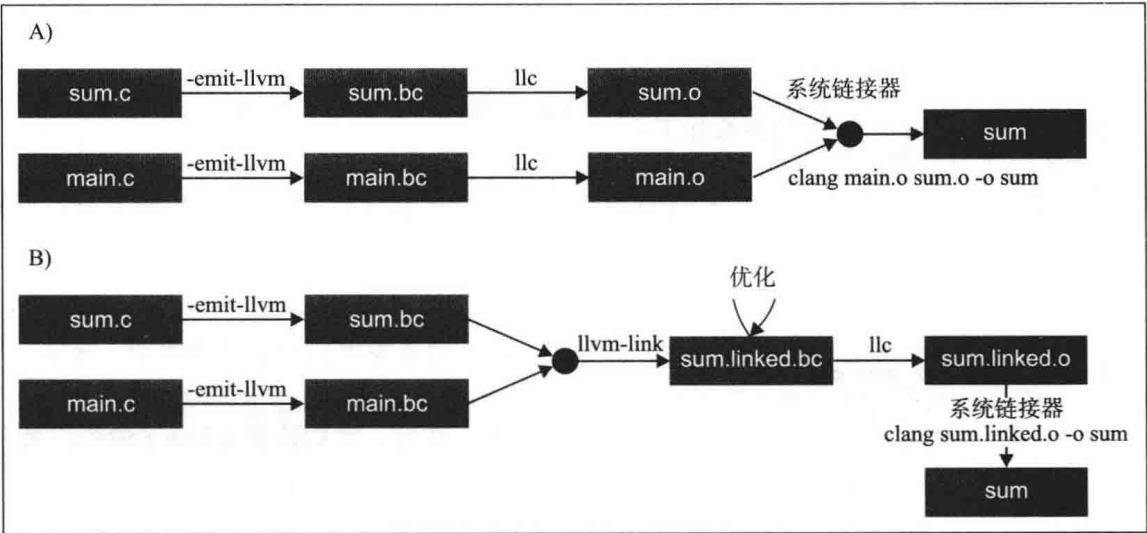 A)
-emit-llvm
llc
系统链接器
sum.c
sum.bc
sum.o
sum
-emit-llvm
llc
main.c
main.bc
main.o
clang main.o sum.o -o sum
B)
优化
-emit-llvm
sum.c
sum.bc
llvm-link
llc
sum.linked.bc
sum.linked.o
-emit-llvm
main.c
main.bc
系统链接器
clang sum.linked.o -o sum
sum